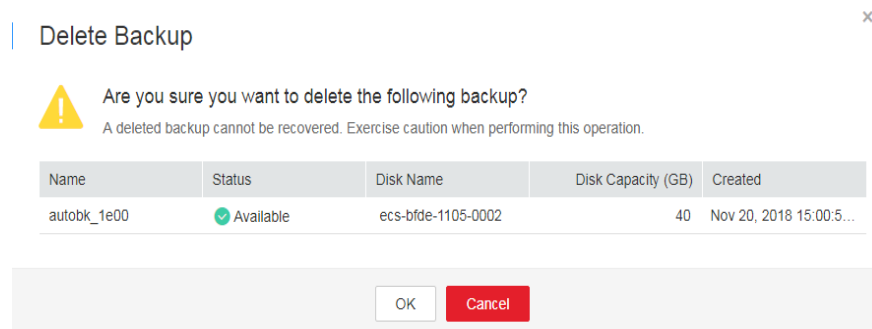 Delete Backup
Are you sure you want to delete the following backup?
A deleted backup cannot be recovered. Exercise caution when performing this operation.
Name Status Disk Name Disk Capacity (GB) Created
autobk_1e00 Available ecs-bfde-1105-0002 40 Nov 20, 2018 15:00:5...
OK Cancel